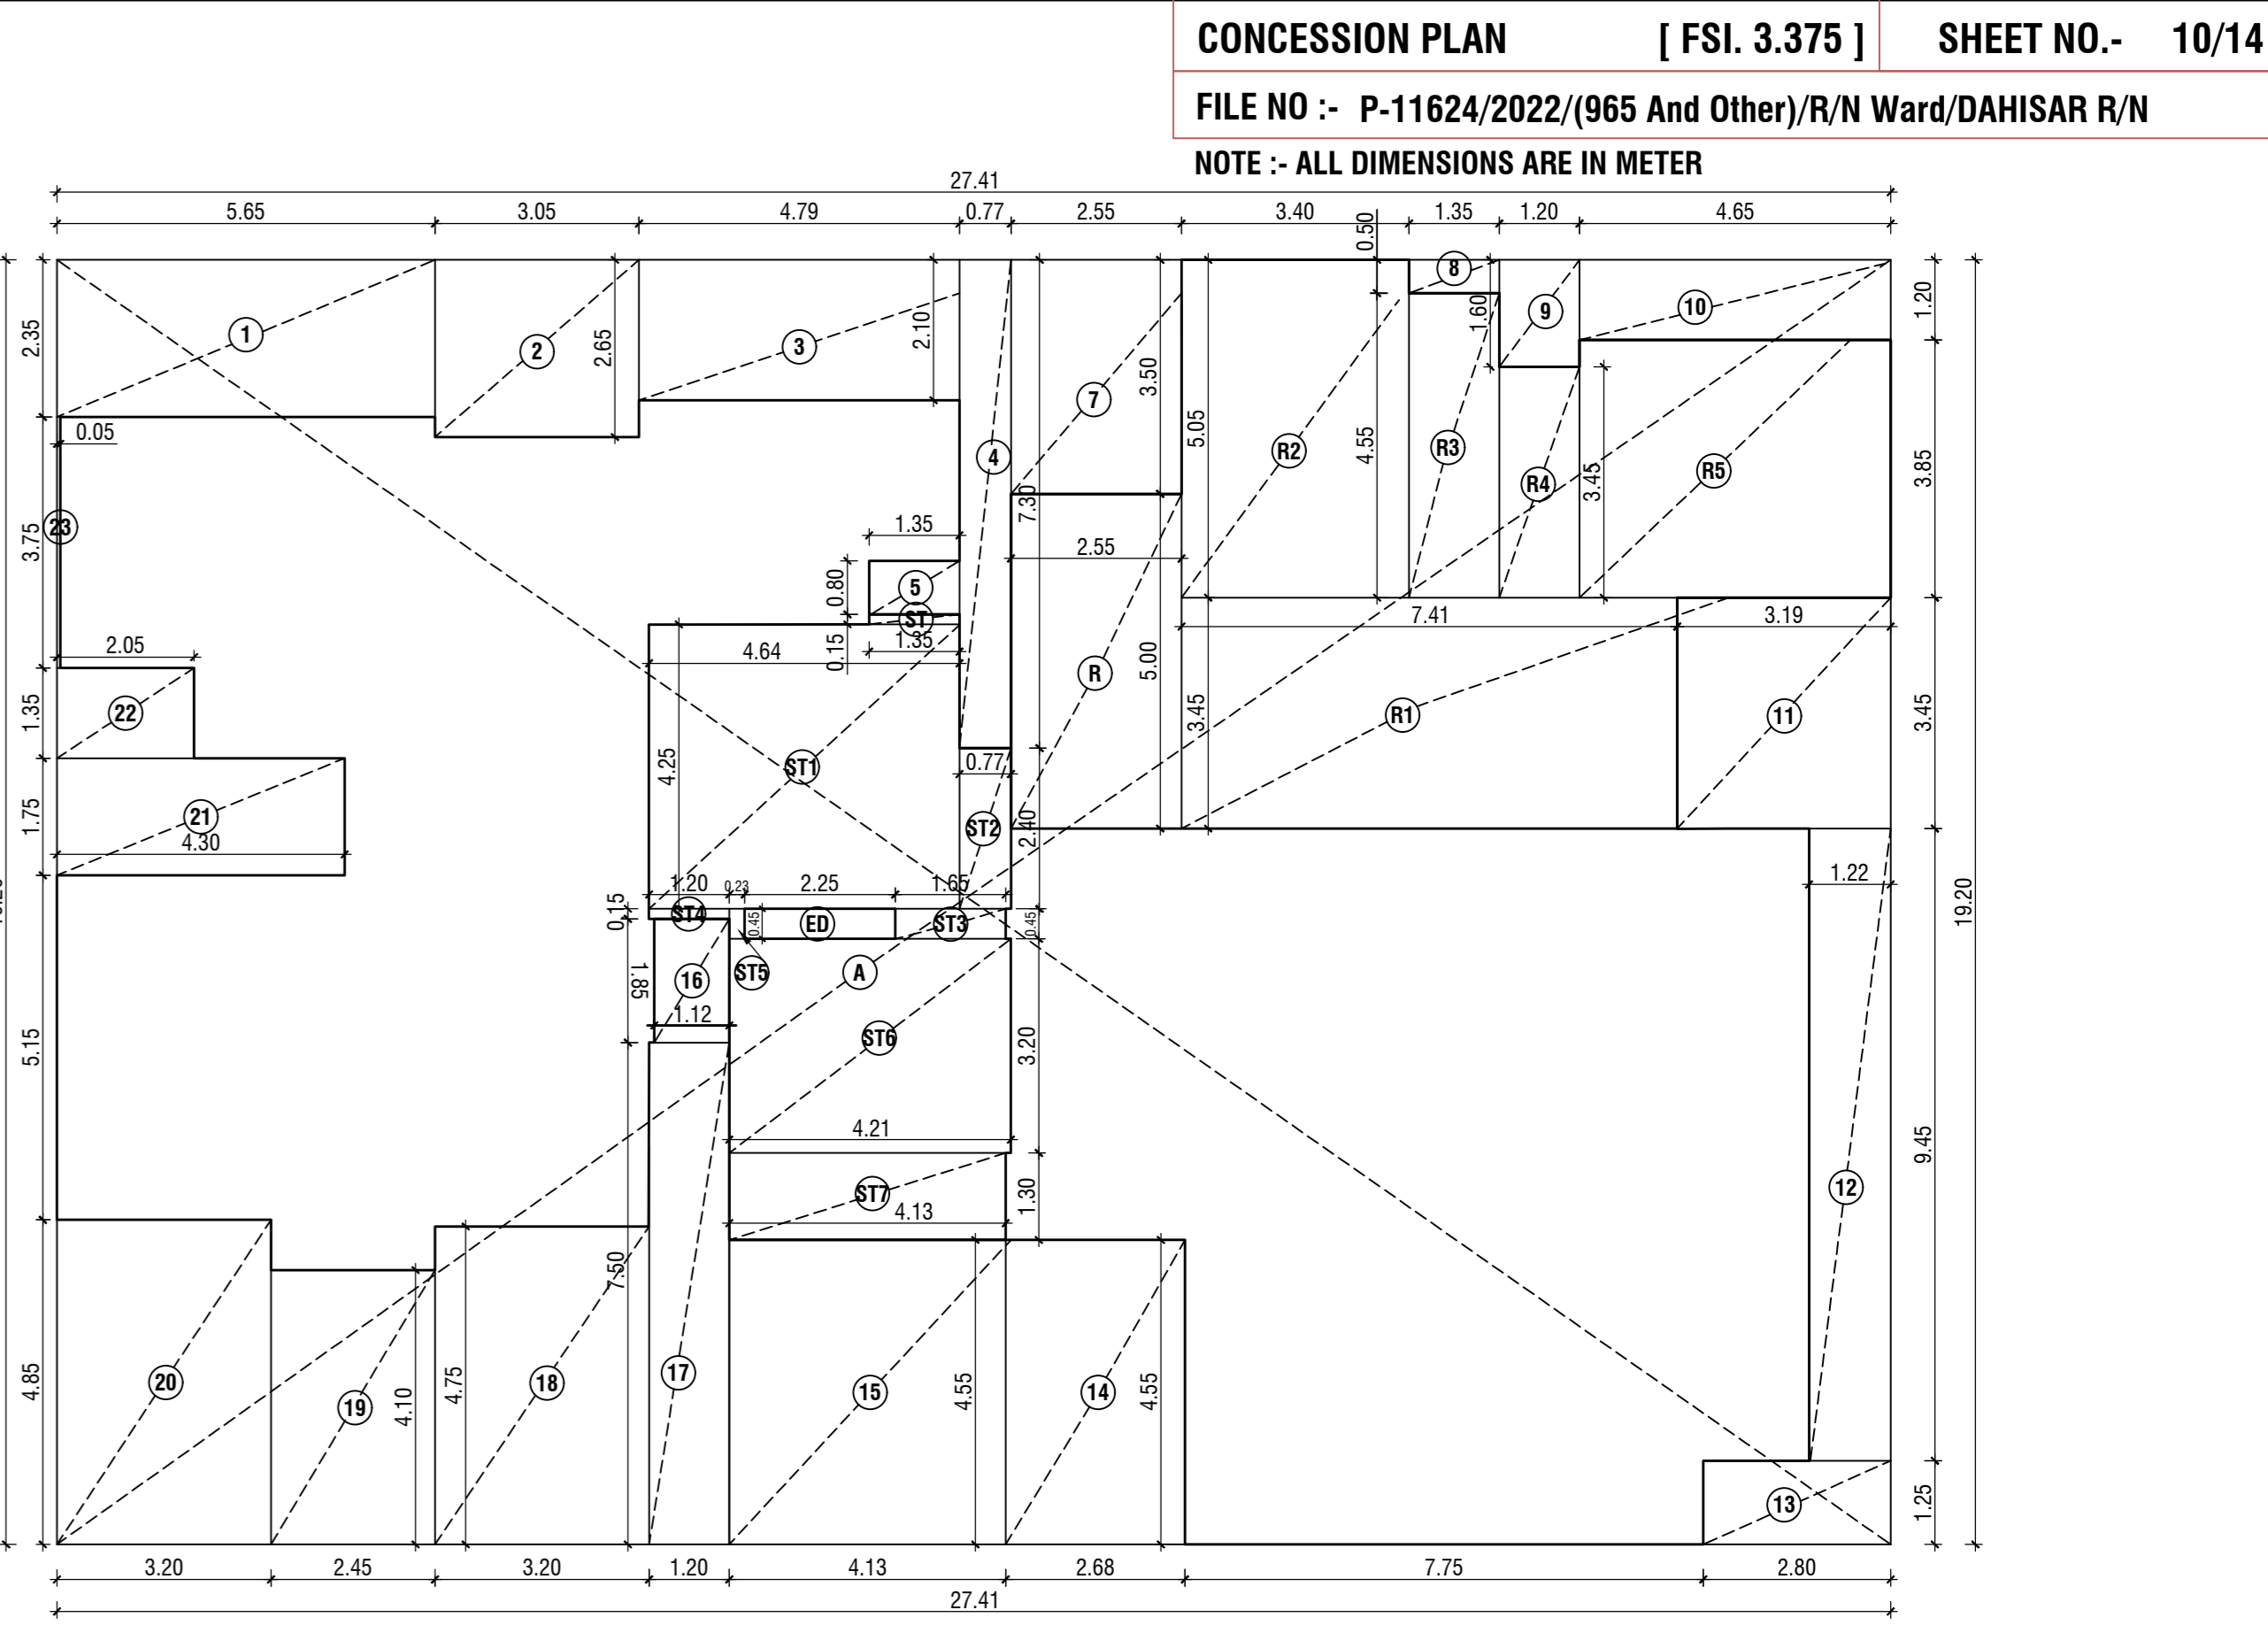 CONCESSION PLAN [ FSI. 3.375 ] SHEET NO.- 10/14
FILE NO :- P-11624/2022/(965 And Other)/R/N Ward/DAHISAR R/N
NOTE :- ALL DIMENSIONS ARE IN METER
27.41
5.65 3.05 4.79 0.77 2.55 3.40 1.35 1.20 4.65
0.50
8
1 2 3 9 10
2.35 2.65 2.10 3.50 1.60 1.20
7
0.05 4 5.05 4.55 R2 R3 R4 3.45 R5 3.85
23 3.75
7.30
1.35
2.55
0.80 5
ST
0.15 1.35
2.05 4.64 7.41 3.19
R 5.00
22 1.35 3.45 R1 11 3.45
4.25 ST1 0.77
21 1.75 ST2 2.40
4.30
1.22
19.20
1.20 0.23 2.25 1.65
0.15 ST4 0.45 ED ST3 0.45
16 ST5 A
1.85
1.12
5.15 ST6 3.20
4.21
9.45
12
ST7 1.30
4.13
7.50
4.85 20 19 4.10 4.75 18 17 15 4.55 14 4.55
13 1.25
3.20 2.45 3.20 1.20 4.13 2.68 7.75 2.80
27.41